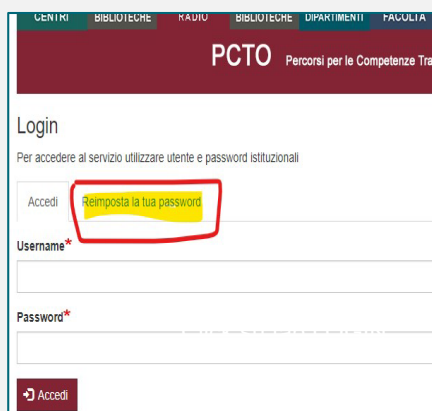 CENTRI BIBLIOTECHE RADIO BIBLIOTECHE DIPARTIMENTI FACOLTÀ
PCTO Percorsi per le Competenze Tra
Login
Per accedere al servizio utilizzare utente e password istituzionali
Accedi Reimposta la tua password
Username*
Password*
Accedi